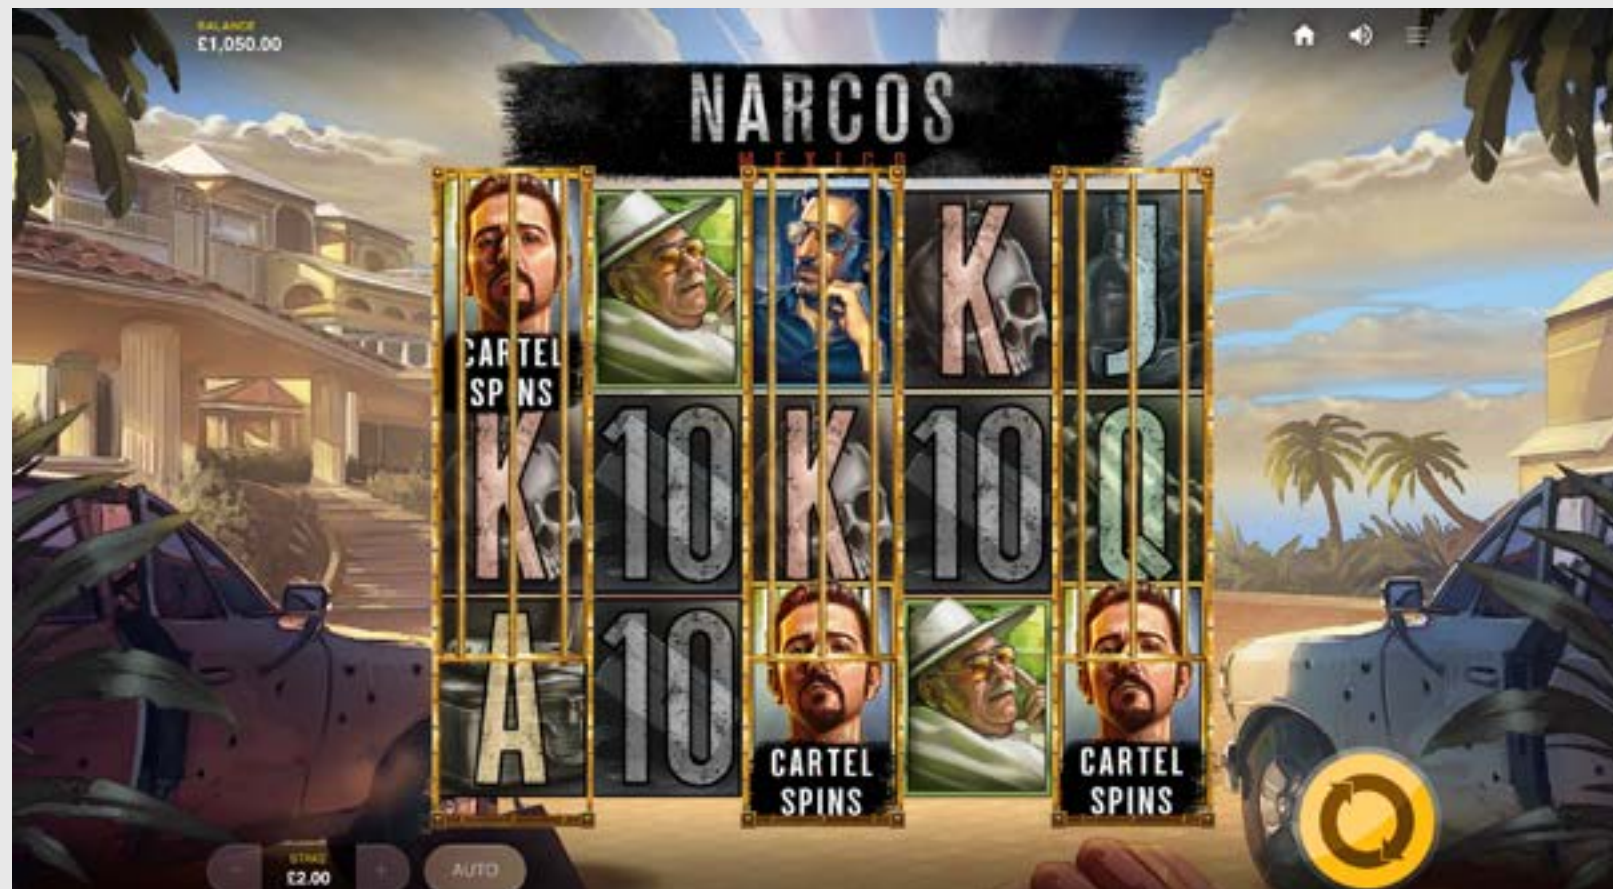 BALANCE
£1,050.00
NARCOS
MEXICO
K
J
CARTEL
SPINS
K
10
K
10
Q
A
10
CARTEL
SPINS
CARTEL
SPINS
STAKE
£2.00
AUTO